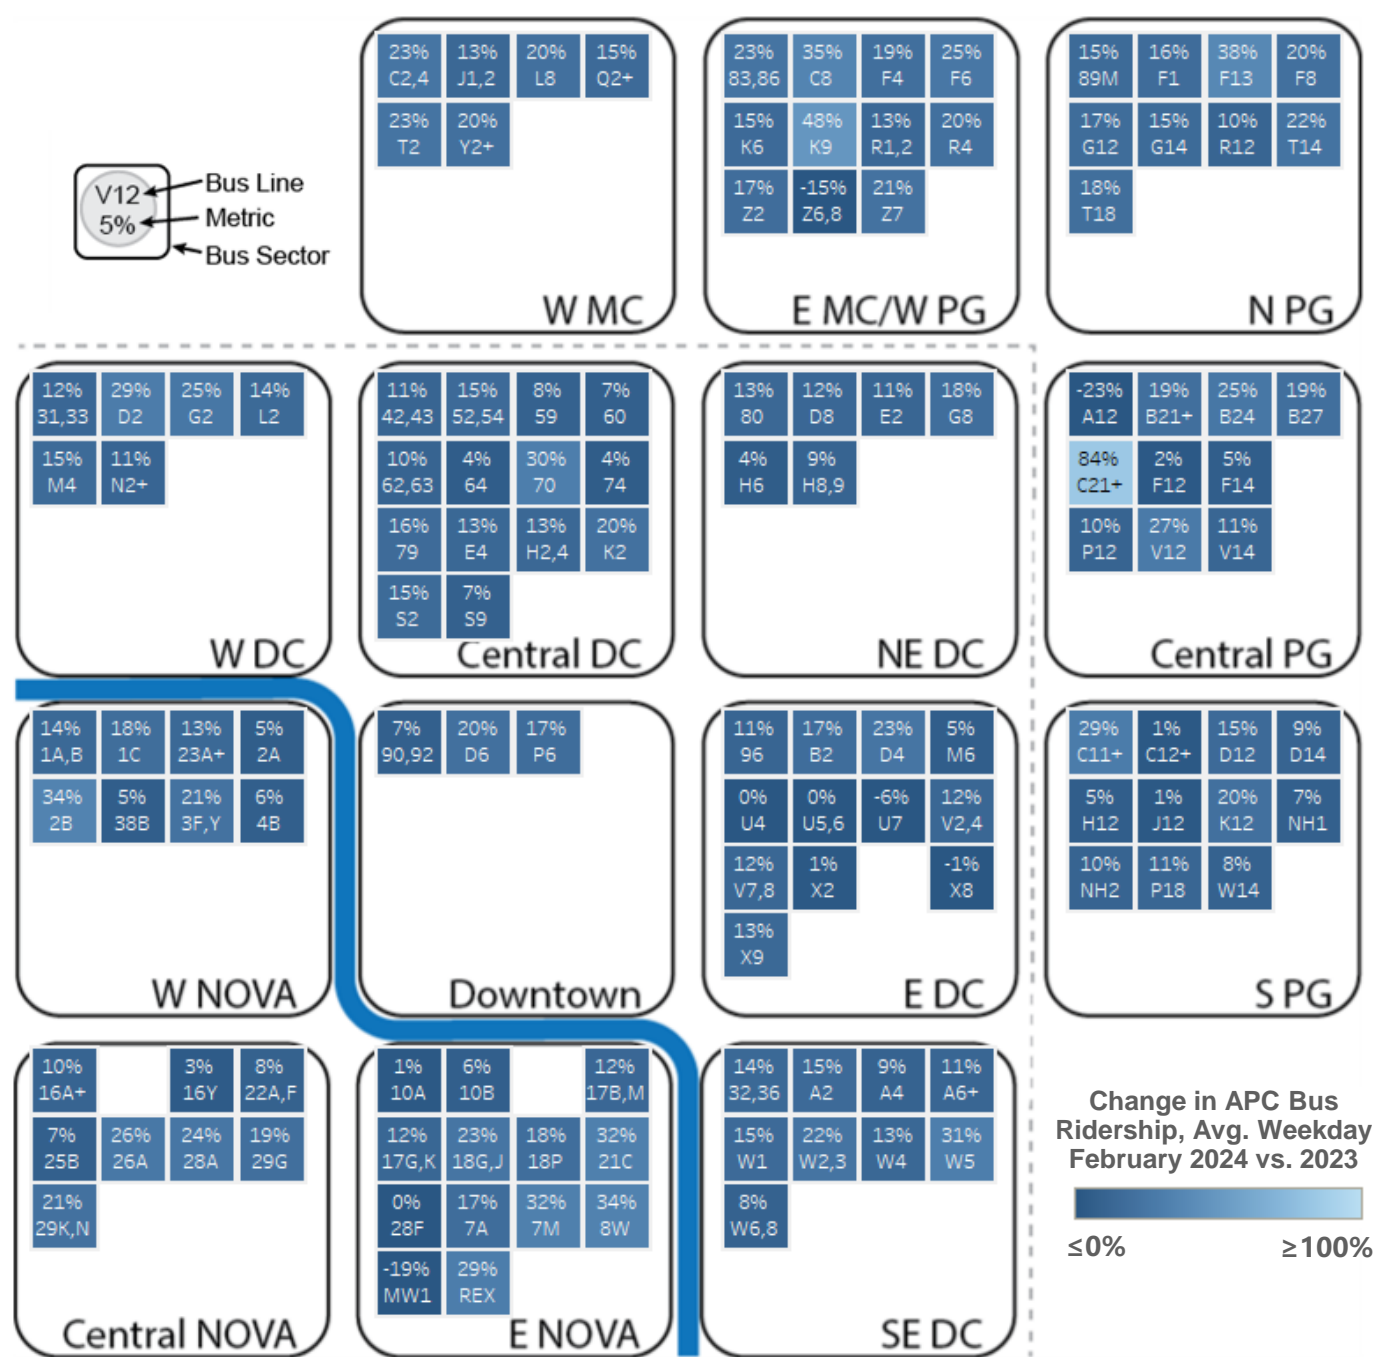 23% 13% 20% 15%
C2,4 J1,2 L8 Q2+
23% 20%
T2 Y2+
W MC
23% 35% 19% 25%
83,86 C8 F4 F6
15% 48% 13% 20%
K6 K9 R1,2 R4
17% -15% 21%
Z2 Z6,8 Z7
E MC/W PG
15% 16% 38% 20%
89M F1 F13 F8
17% 15% 10% 22%
G12 G14 R12 T14
18%
T18
N PG
V12
5%
Bus Line
Metric
Bus Sector
12% 29% 25% 14%
31,33 D2 G2 L2
15% 11%
M4 N2+
W DC
11% 15% 8% 7%
42,43 52,54 59 60
10% 4% 30% 4%
62,63 64 70 74
16% 13% 13% 20%
79 E4 H2,4 K2
15% 7%
S2 S9
Central DC
13% 12% 11% 18%
80 D8 E2 G8
4% 9%
H6 H8,9
NE DC
-23% 19% 25% 19%
A12 B21+ B24 B27
84% 2% 5%
C21+ F12 F14
10% 27% 11%
P12 V12 V14
Central PG
14% 18% 13% 5%
1A,B 1C 23A+ 2A
34% 5% 21% 6%
2B 38B 3F,Y 4B
W NOVA
7% 20% 17%
90,92 D6 P6
Downtown
11% 17% 23% 5%
96 B2 D4 M6
0% 0% -6% 12%
U4 U5,6 U7 V2,4
12% 1% -1%
V7,8 X2 X8
13%
X9
E DC
29% 1% 15% 9%
C11+ C12+ D12 D14
5% 1% 20% 7%
H12 J12 K12 NH1
10% 11% 8%
NH2 P18 W14
S PG
10% 3% 8%
16A+ 16Y 22A,F
7% 26% 24% 19%
25B 26A 28A 29G
21%
29K,N
Central NOVA
1% 6% 12%
10A 10B 17B,M
12% 23% 18% 32%
17G,K 18G,J 18P 21C
0% 17% 32% 34%
28F 7A 7M 8W
-19% 29%
MW1 REX
E NOVA
14% 15% 9% 11%
32,36 A2 A4 A6+
15% 22% 13% 31%
W1 W2,3 W4 W5
8%
W6,8
SE DC
Change in APC Bus
Ridership, Avg. Weekday
February 2024 vs. 2023
≤0% ≥100%